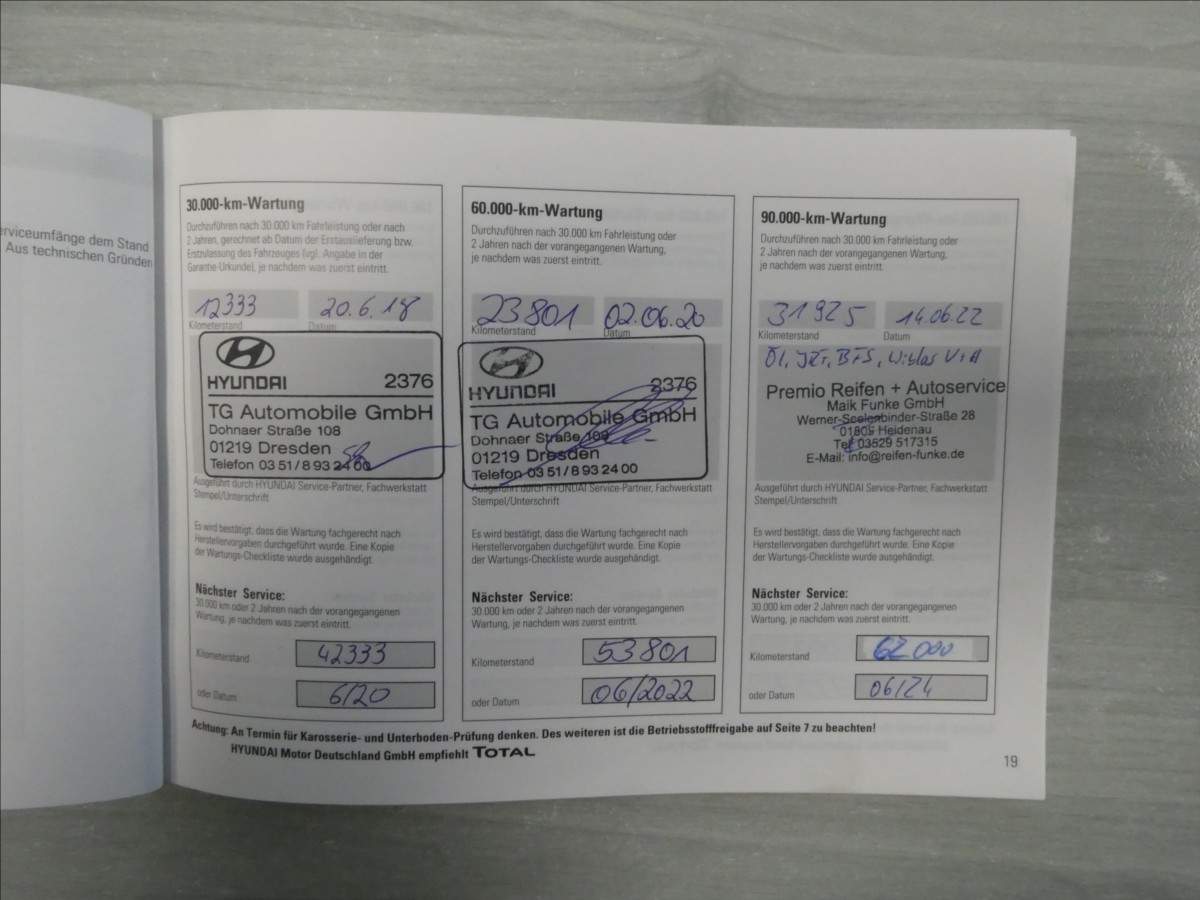 erviceumfänge dem Stand
Aus technischen Gründen
30.000-km-Wartung
Durchzuführen nach 30.000 km Fahrleistung oder nach
2 Jahren, gerechnet ab Datum der Erstauslieferung bzw.
Erstzulassung des Fahrzeuges (vgl. Angabe in der
Garantie-Urkunde), je nachdem was zuerst eintritt.
12333 20.6.18
Kilometerstand Datum
HYUNDAI 2376
TG Automobile GmbH
Dohnaer Straße 108
01219 Dresden
Telefon 03 51/8 93 24 00
Ausgeführt durch HYUNDAI Service-Partner, Fachwerkstatt
Stempel/Unterschrift
Es wird bestätigt, dass die Wartung fachgerecht nach
Herstellervorgaben durchgeführt wurde. Eine Kopie
der Wartungs-Checkliste wurde ausgehändigt.
Nächster Service:
30.000 km oder 2 Jahren nach der vorangegangenen
Wartung, je nachdem was zuerst eintritt.
Kilometerstand 42333
oder Datum 6/20
60.000-km-Wartung
Durchzuführen nach 30.000 km Fahrleistung oder
2 Jahren nach der vorangegangenen Wartung,
je nachdem was zuerst eintritt.
23801 02.06.20
Kilometerstand Datum
HYUNDAI 2376
TG Automobile GmbH
Dohnaer Straße 108
01219 Dresden
Telefon 03 51/8 93 24 00
Ausgeführt durch HYUNDAI Service-Partner, Fachwerkstatt
Stempel/Unterschrift
Es wird bestätigt, dass die Wartung fachgerecht nach
Herstellervorgaben durchgeführt wurde. Eine Kopie
der Wartungs-Checkliste wurde ausgehändigt.
Nächster Service:
30.000 km oder 2 Jahren nach der vorangegangenen
Wartung, je nachdem was zuerst eintritt.
Kilometerstand 53801
oder Datum 06/2022
90.000-km-Wartung
Durchzuführen nach 30.000 km Fahrleistung oder
2 Jahren nach der vorangegangenen Wartung,
je nachdem was zuerst eintritt.
31925 14.06.22
Kilometerstand Datum
Öl, BFS,
Premio Reifen + Autoservice
Maik Funke GmbH
Werner-Seelenbinder-Straße 28
01809 Heidenau
Tel 03529 517315
E-Mail: info@reifen-funke.de
Ausgeführt durch HYUNDAI Service-Partner, Fachwerkstatt
Stempel/Unterschrift
Es wird bestätigt, dass die Wartung fachgerecht nach
Herstellervorgaben durchgeführt wurde. Eine Kopie
der Wartungs-Checkliste wurde ausgehändigt.
Nächster Service:
30.000 km oder 2 Jahren nach der vorangegangenen
Wartung, je nachdem was zuerst eintritt.
Kilometerstand 62000
oder Datum 06/24
Achtung: An Termin für Karosserie- und Unterboden-Prüfung denken. Des weiteren ist die Betriebsstofffreigabe auf Seite 7 zu beachten!
HYUNDAI Motor Deutschland GmbH empfiehlt TOTAL
19